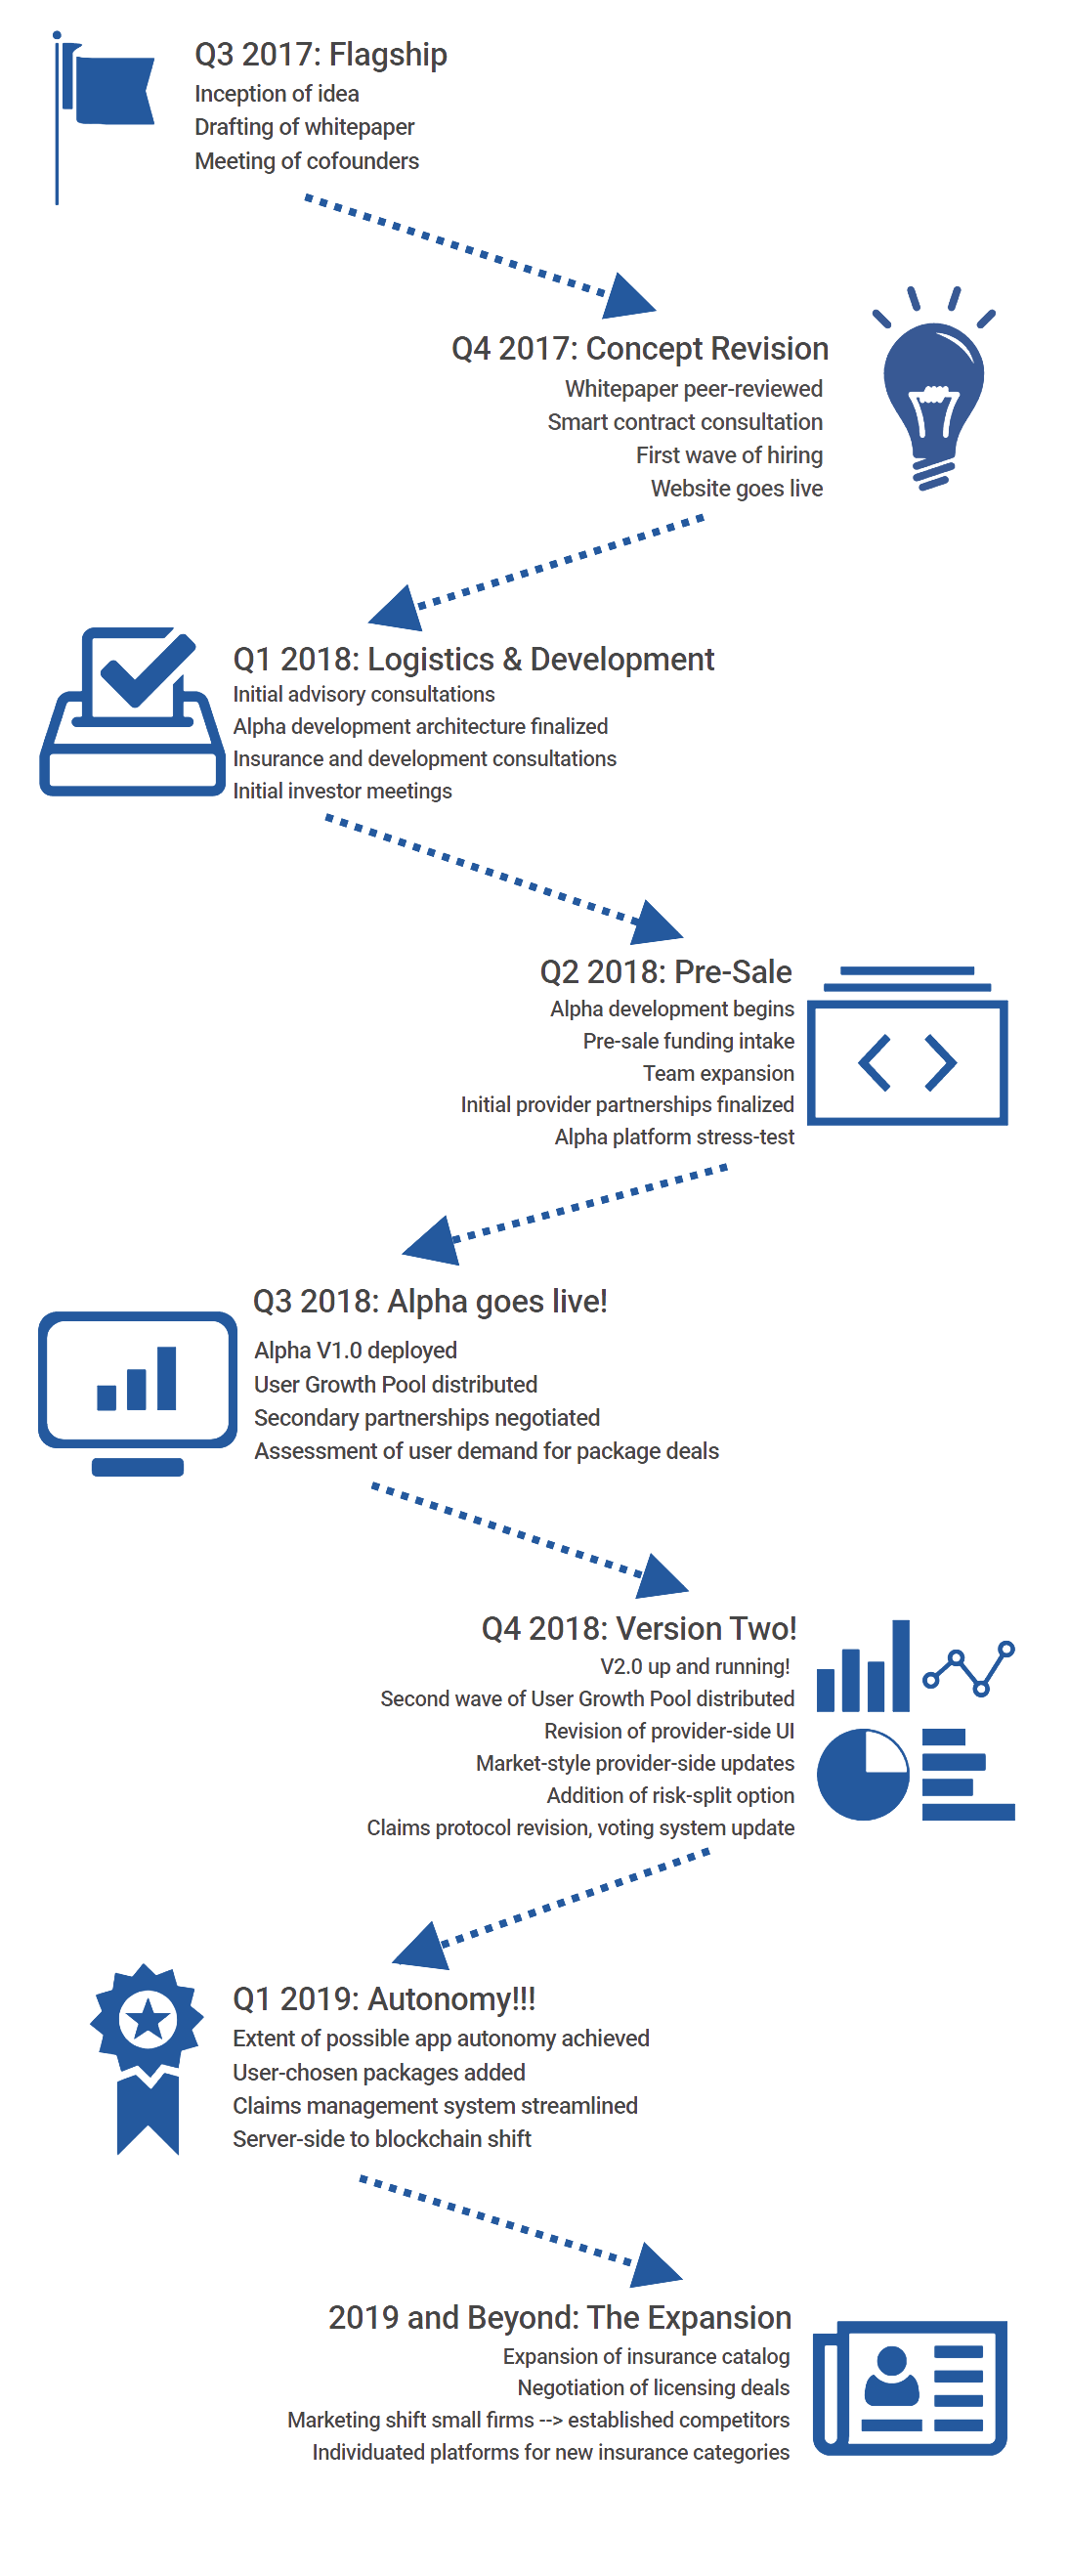 Q3 2017: Flagship
Inception of idea
Drafting of whitepaper
Meeting of cofounders
Q4 2017: Concept Revision
Whitepaper peer-reviewed
Smart contract consultation
First wave of hiring
Website goes live
Q1 2018: Logistics & Development
Initial advisory consultations
Alpha development architecture finalized
Insurance and development consultations
Initial investor meetings
Q2 2018: Pre-Sale
Alpha development begins
Pre-sale funding intake
Team expansion
Initial provider partnerships finalized
Alpha platform stress-test
Q3 2018: Alpha goes live!
Alpha V1.0 deployed
User Growth Pool distributed
Secondary partnerships negotiated
Assessment of user demand for package deals
Q4 2018: Version Two!
V2.0 up and running!
Second wave of User Growth Pool distributed
Revision of provider-side UI
Market-style provider-side updates
Addition of risk-split option
Claims protocol revision, voting system update
Q1 2019: Autonomy!!!
Extent of possible app autonomy achieved
User-chosen packages added
Claims management system streamlined
Server-side to blockchain shift
2019 and Beyond: The Expansion
Expansion of insurance catalog
Negotiation of licensing deals
Marketing shift small firms --> established competitors
Individuated platforms for new insurance categories